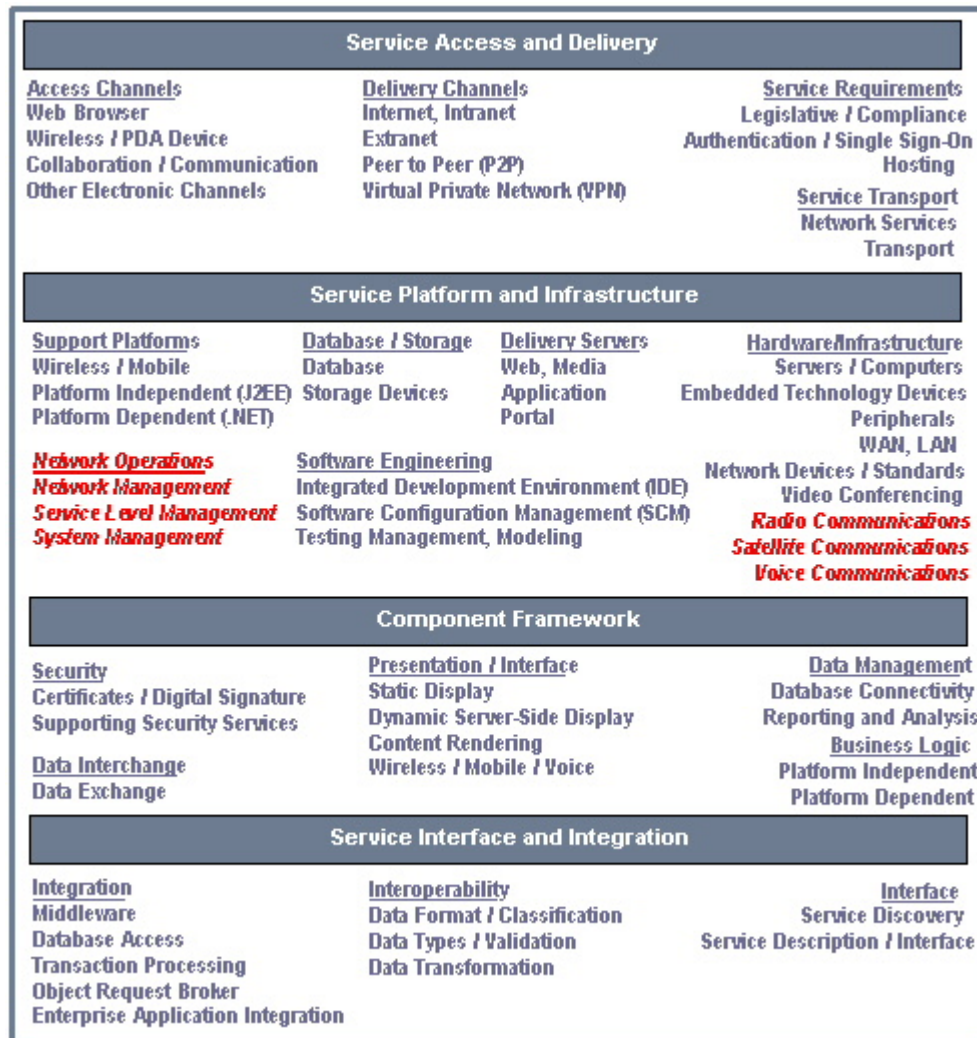 Service Access and Delivery
Access Channels
Web Browser
Wireless / PDA Device
Collaboration / Communication
Other Electronic Channels
Delivery Channels
Internet, Intranet
Extranet
Peer to Peer (P2P)
Virtual Private Network (VPN)
Service Requirements
Legislative / Compliance
Authentication / Single Sign-On
Hosting
Service Transport
Network Services
Transport
Service Platform and Infrastructure
Support Platforms
Wireless / Mobile
Platform Independent (J2EE)
Platform Dependent (.NET)
Database / Storage
Database
Storage Devices
Delivery Servers
Web, Media
Application
Portal
Hardware/Infrastructure
Servers / Computers
Embedded Technology Devices
Peripherals
WAN, LAN
Network Devices / Standards
Video Conferencing
Radio Communications
Satellite Communications
Voice Communications
Network Operations
Network Management
Service Level Management
System Management
Software Engineering
Integrated Development Environment (IDE)
Software Configuration Management (SCM)
Testing Management, Modeling
Component Framework
Security
Certificates / Digital Signature
Supporting Security Services
Data Interchange
Data Exchange
Presentation / Interface
Static Display
Dynamic Server-Side Display
Content Rendering
Wireless / Mobile / Voice
Data Management
Database Connectivity
Reporting and Analysis
Business Logic
Platform Independent
Platform Dependent
Service Interface and Integration
Integration
Middleware
Database Access
Transaction Processing
Object Request Broker
Enterprise Application Integration
Interoperability
Data Format / Classification
Data Types / Validation
Data Transformation
Interface
Service Discovery
Service Description / Interface